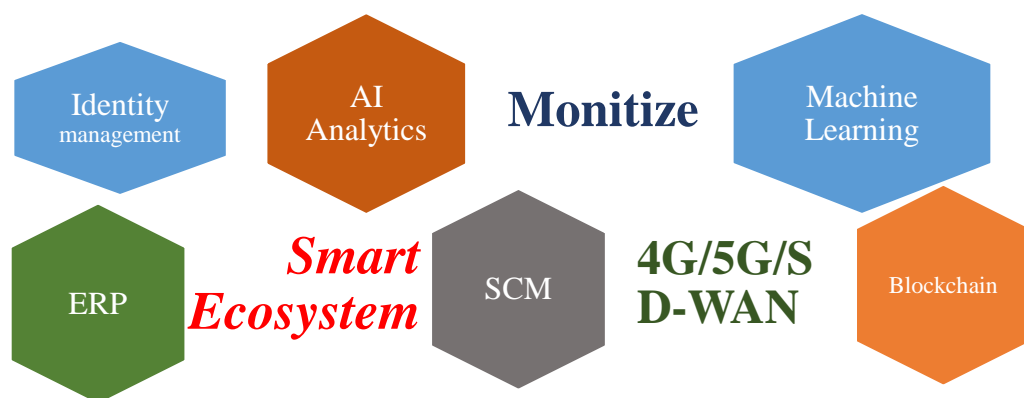 Identity
management
AI
Analytics
Monitize
Machine
Learning
ERP
Smart
Ecosystem
SCM
4G/5G/S
D-WAN
Blockchain